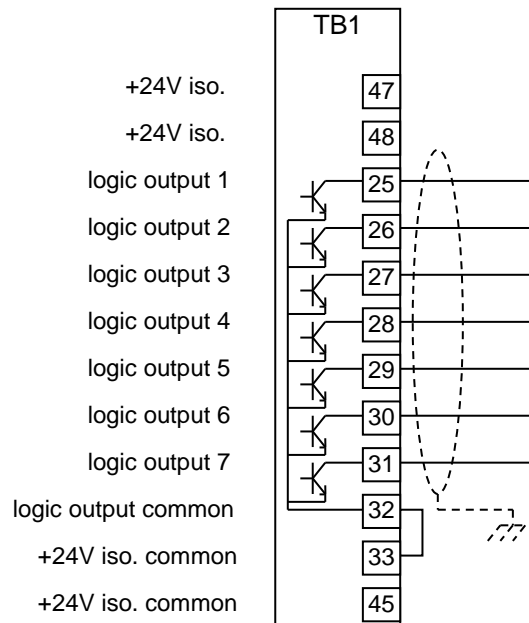 TB1
+24V iso. 47
+24V iso. 48
logic output 1 25
logic output 2 26
logic output 3 27
logic output 4 28
logic output 5 29
logic output 6 30
logic output 7 31
logic output common 32
+24V iso. common 33
+24V iso. common 45